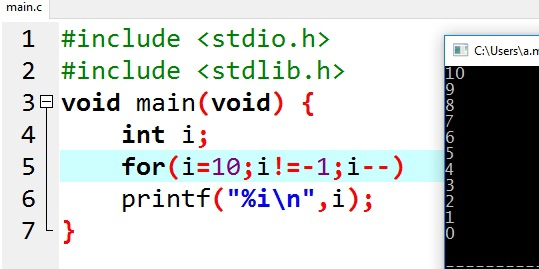 main.c
1 #include <stdio.h>
2 #include <stdlib.h>
3 void main(void) {
4 int i;
5 for(i=10;i!=-1;i--)
6 printf("%i\n",i);
7 }
C:\Users\a.m
10
9
8
7
6
5
4
3
2
1
0
--------------